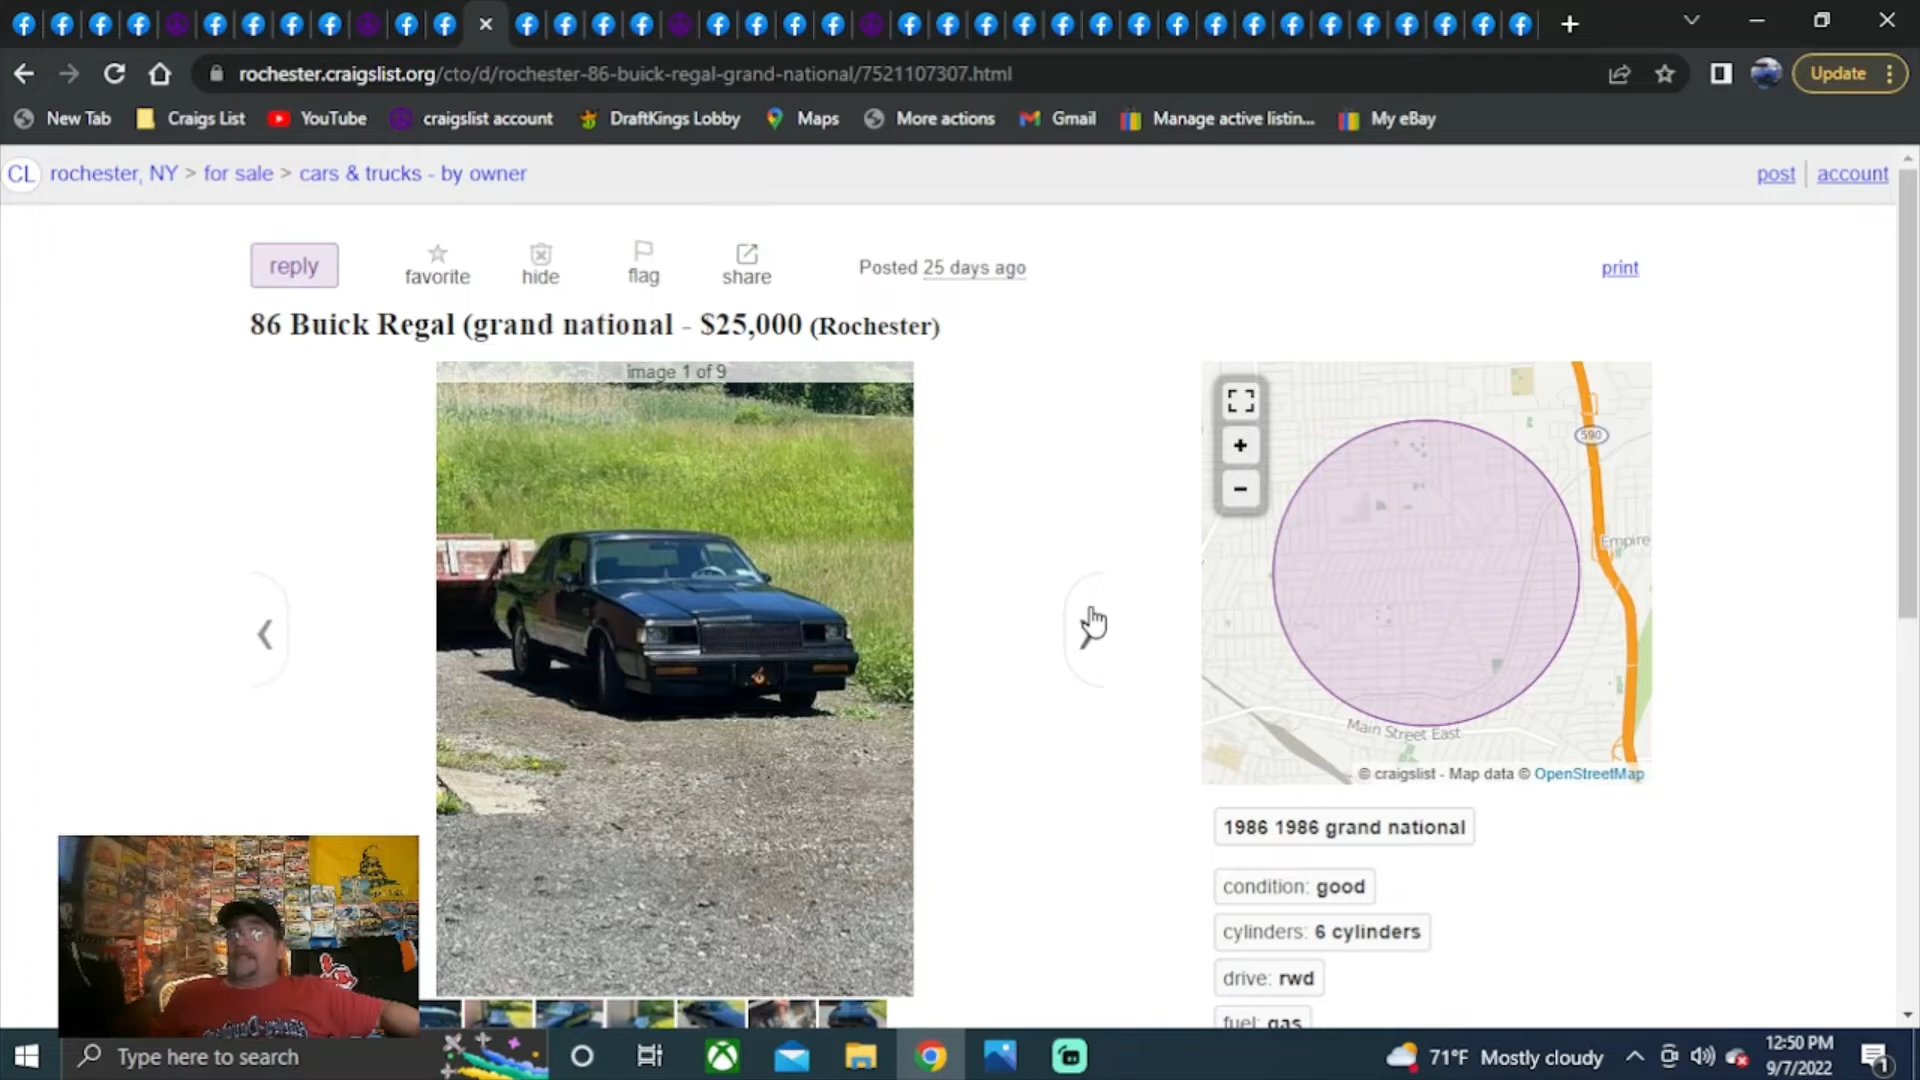 rochester.craigslist.org/cto/d/rochester-86-buick-regal-grand-national/7521107307.html
Update
New Tab
Craigs List
YouTube
craigslist account
DraftKings Lobby
Maps
More actions
Gmail
Manage active listin...
My eBay
CL rochester, NY > for sale > cars & trucks - by owner
post
account
reply
favorite
hide
flag
share
Posted 25 days ago
print
86 Buick Regal (grand national - $25,000 (Rochester)
image 1 of 9
+
−
590
Empire
Main Street East
© craigslist - Map data © OpenStreetMap
1986 1986 grand national
condition: good
cylinders: 6 cylinders
drive: rwd
fuel: gas
Type here to search
71°F Mostly cloudy
12:50 PM
9/7/2022
1